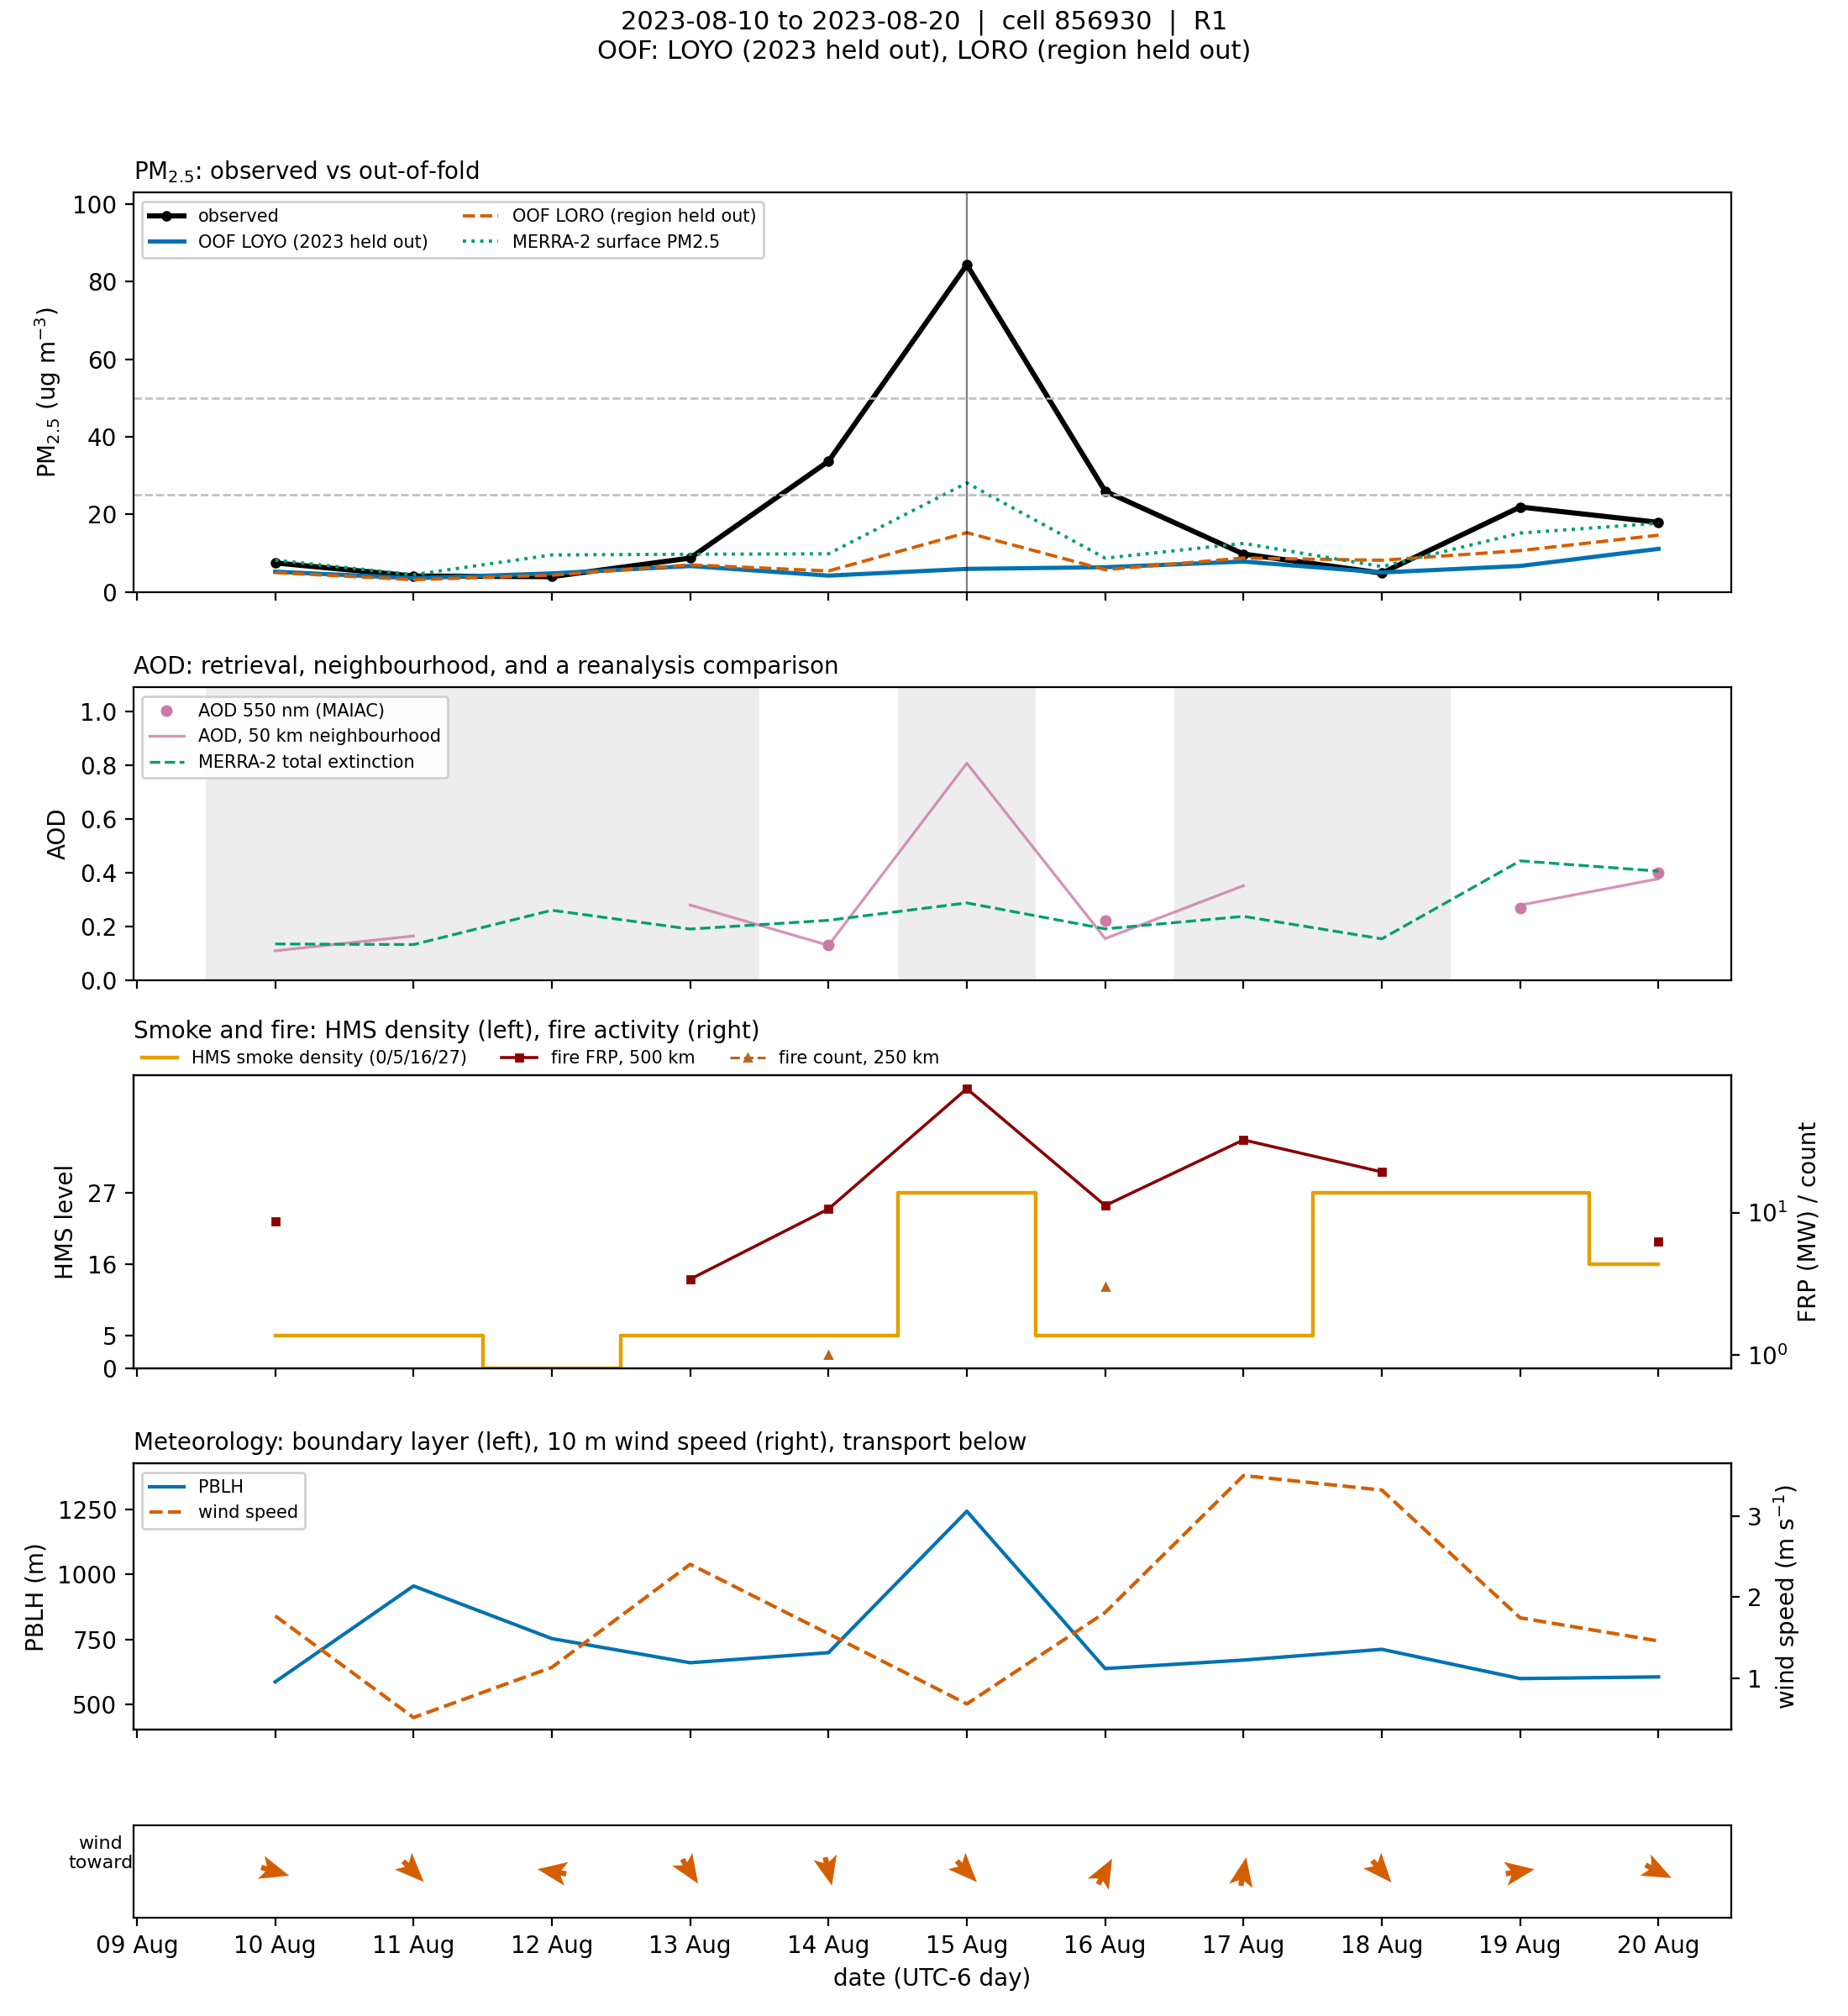 2023-08-10 to 2023-08-20 | cell 856930 | R1
OOF: LOYO (2023 held out), LORO (region held out)
PM2.5: observed vs out-of-fold
observed
OOF LOYO (2023 held out)
OOF LORO (region held out)
MERRA-2 surface PM2.5
100
80
60
40
20
0
PM2.5 (ug m−3)
AOD: retrieval, neighbourhood, and a reanalysis comparison
AOD 550 nm (MAIAC)
AOD, 50 km neighbourhood
MERRA-2 total extinction
1.0
0.8
0.6
0.4
0.2
0.0
AOD
Smoke and fire: HMS density (left), fire activity (right)
HMS smoke density (0/5/16/27)
fire FRP, 500 km
fire count, 250 km
27
16
5
0
HMS level
10^1
10^0
FRP (MW) / count
Meteorology: boundary layer (left), 10 m wind speed (right), transport below
PBLH
wind speed
1250
1000
750
500
PBLH (m)
3
2
1
wind speed (m s−1)
wind
toward
09 Aug 10 Aug 11 Aug 12 Aug 13 Aug 14 Aug 15 Aug 16 Aug 17 Aug 18 Aug 19 Aug 20 Aug
date (UTC-6 day)